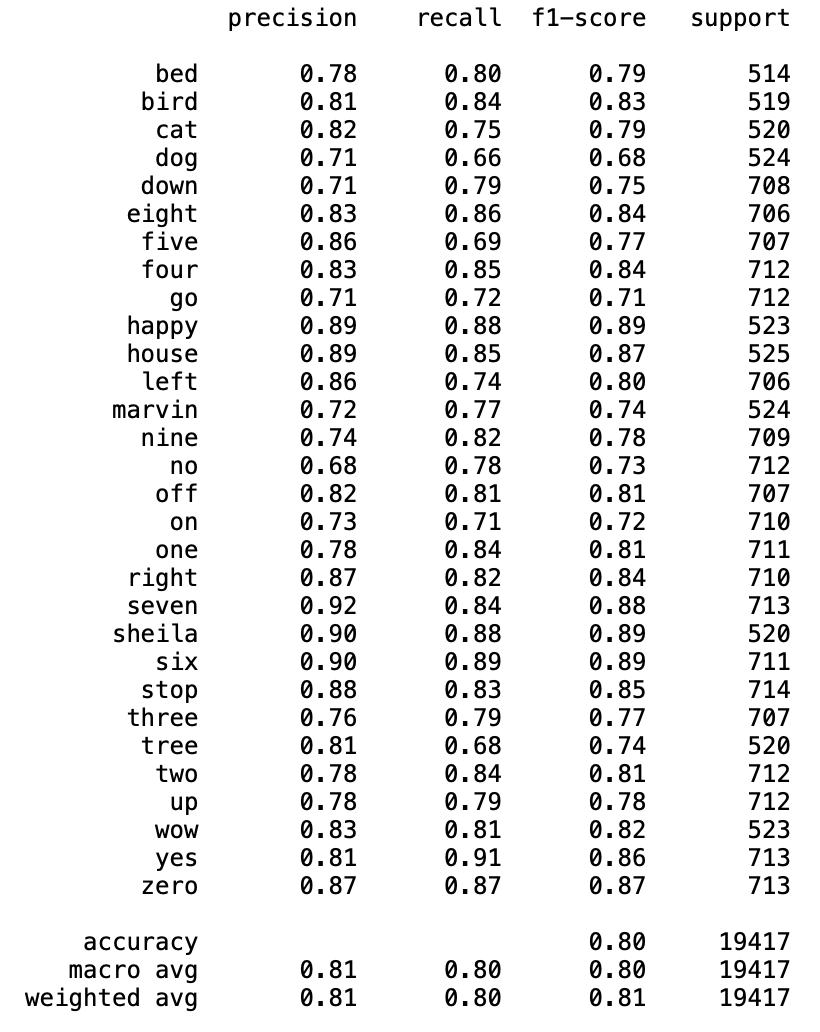 precision recall f1-score support
bed 0.78 0.80 0.79 514
bird 0.81 0.84 0.83 519
cat 0.82 0.75 0.79 520
dog 0.71 0.66 0.68 524
down 0.71 0.79 0.75 708
eight 0.83 0.86 0.84 706
five 0.86 0.69 0.77 707
four 0.83 0.85 0.84 712
go 0.71 0.72 0.71 712
happy 0.89 0.88 0.89 523
house 0.89 0.85 0.87 525
left 0.86 0.74 0.80 706
marvin 0.72 0.77 0.74 524
nine 0.74 0.82 0.78 709
no 0.68 0.78 0.73 712
off 0.82 0.81 0.81 707
on 0.73 0.71 0.72 710
one 0.78 0.84 0.81 711
right 0.87 0.82 0.84 710
seven 0.92 0.84 0.88 713
sheila 0.90 0.88 0.89 520
six 0.90 0.89 0.89 711
stop 0.88 0.83 0.85 714
three 0.76 0.79 0.77 707
tree 0.81 0.68 0.74 520
two 0.78 0.84 0.81 712
up 0.78 0.79 0.78 712
wow 0.83 0.81 0.82 523
yes 0.81 0.91 0.86 713
zero 0.87 0.87 0.87 713
accuracy 0.80 19417
macro avg 0.81 0.80 0.80 19417
weighted avg 0.81 0.80 0.81 19417